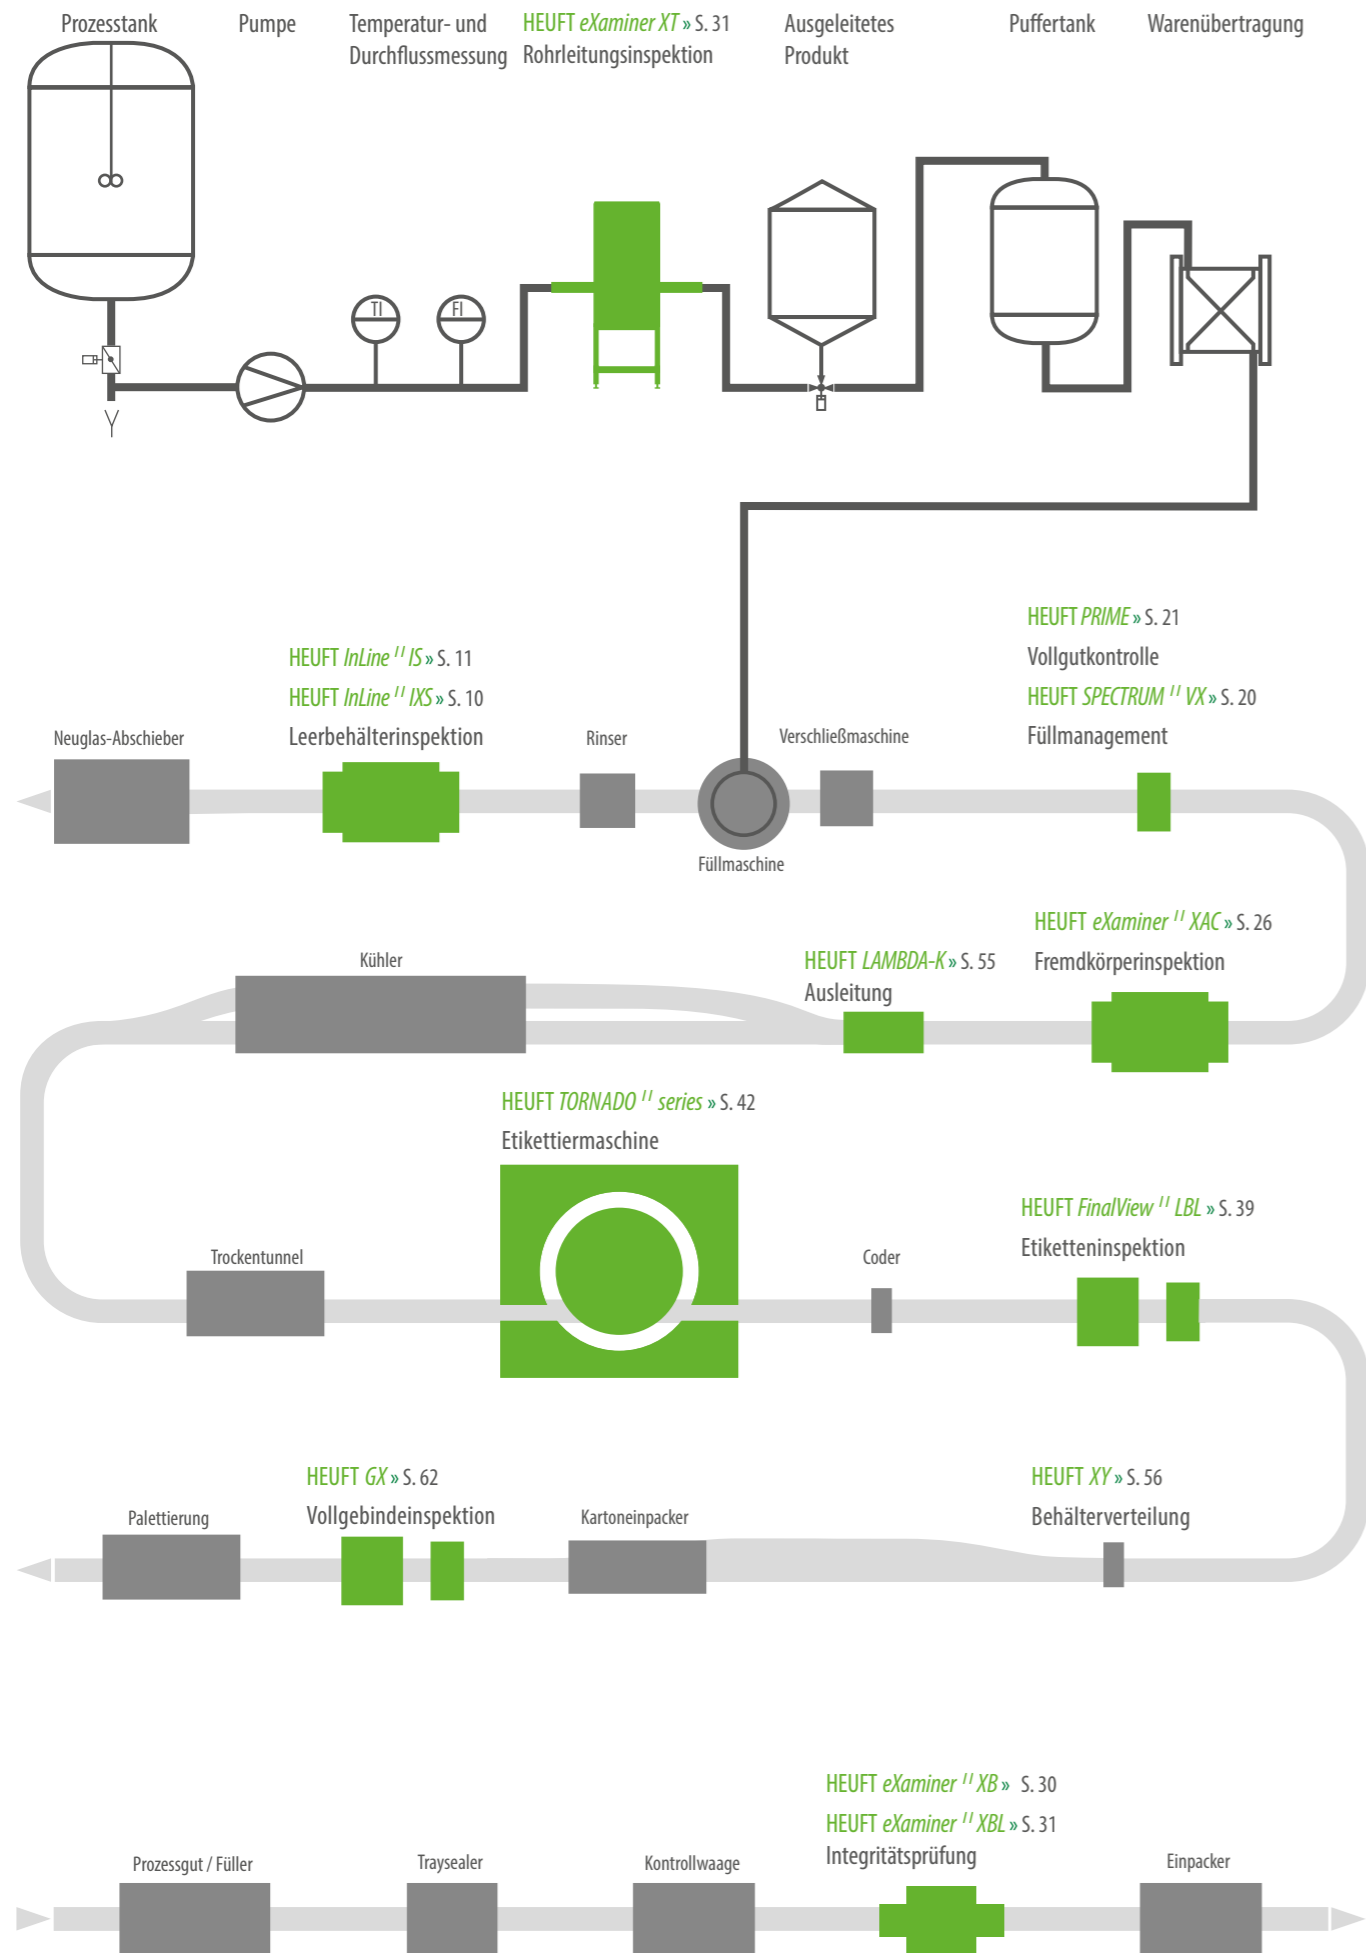 Prozesstank
Pumpe
Temperatur- und
Durchflussmessung
HEUFT eXaminer XT » S. 31
Rohrleitungsinspektion
Ausgeleitetes
Produkt
Puffertank
Warenübertragung
TI
FI
HEUFT PRIME » S. 21
Vollgutkontrolle
HEUFT SPECTRUM II VX » S. 20
Füllmanagement
HEUFT InLine II IS » S. 11
HEUFT InLine II IXS » S. 10
Leerbehälterinspektion
Neuglas-Abschieber
Rinser
Verschließmaschine
Füllmaschine
HEUFT eXaminer II XAC » S. 26
Fremdkörperinspektion
HEUFT LAMBDA-K » S. 55
Ausleitung
Kühler
HEUFT TORNADO II series » S. 42
Etikettiermaschine
Trockentunnel
Coder
HEUFT FinalView II LBL » S. 39
Etiketteninspektion
HEUFT XY » S. 56
Behälterverteilung
Kartoneinpacker
HEUFT GX » S. 62
Vollgebindeinspektion
Palettierung
HEUFT eXaminer II XB » S. 30
HEUFT eXaminer II XBL » S. 31
Integritätsprüfung
Prozessgut / Füller
Traysealer
Kontrollwaage
Einpacker